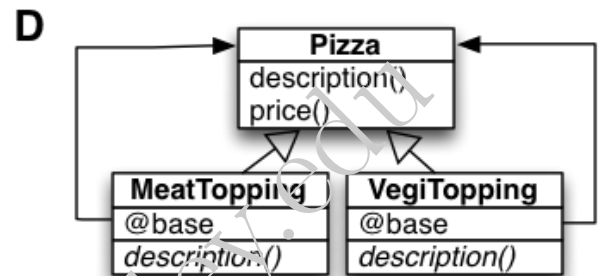 D
Pizza
description()
price()
MeatTopping
@base
description()
VegiTopping
@base
description()